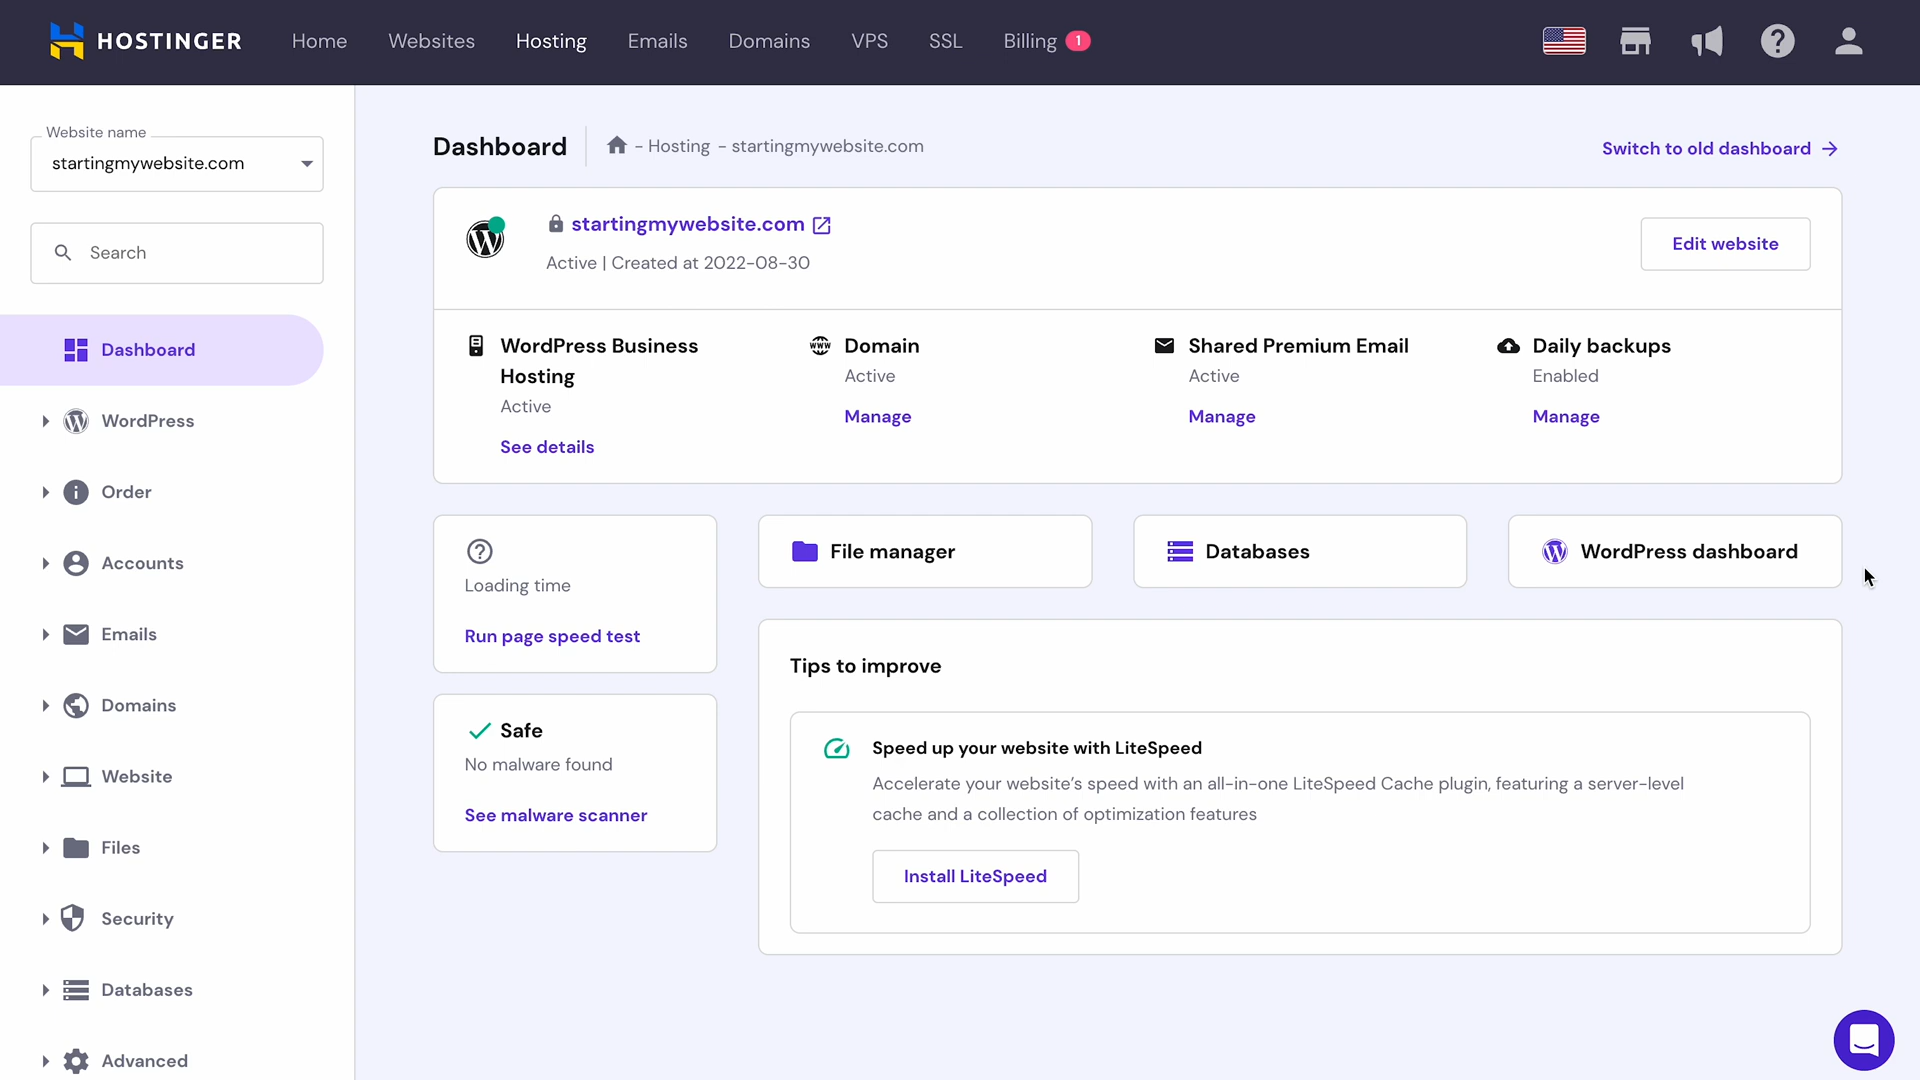 HOSTINGER
Home
Websites
Hosting
Emails
Domains
VPS
SSL
Billing
1
Website name
startingmywebsite.com
Search
Dashboard
WordPress
Order
Accounts
Emails
Domains
Website
Files
Security
Databases
Advanced
Dashboard
- Hosting - startingmywebsite.com
Switch to old dashboard
startingmywebsite.com
Active | Created at 2022-08-30
Edit website
WordPress Business
Hosting
Active
See details
Domain
Active
Manage
Shared Premium Email
Active
Manage
Daily backups
Enabled
Manage
Loading time
Run page speed test
Safe
No malware found
See malware scanner
File manager
Databases
WordPress dashboard
Tips to improve
Speed up your website with LiteSpeed
Accelerate your website’s speed with an all-in-one LiteSpeed Cache plugin, featuring a server-level
cache and a collection of optimization features
Install LiteSpeed